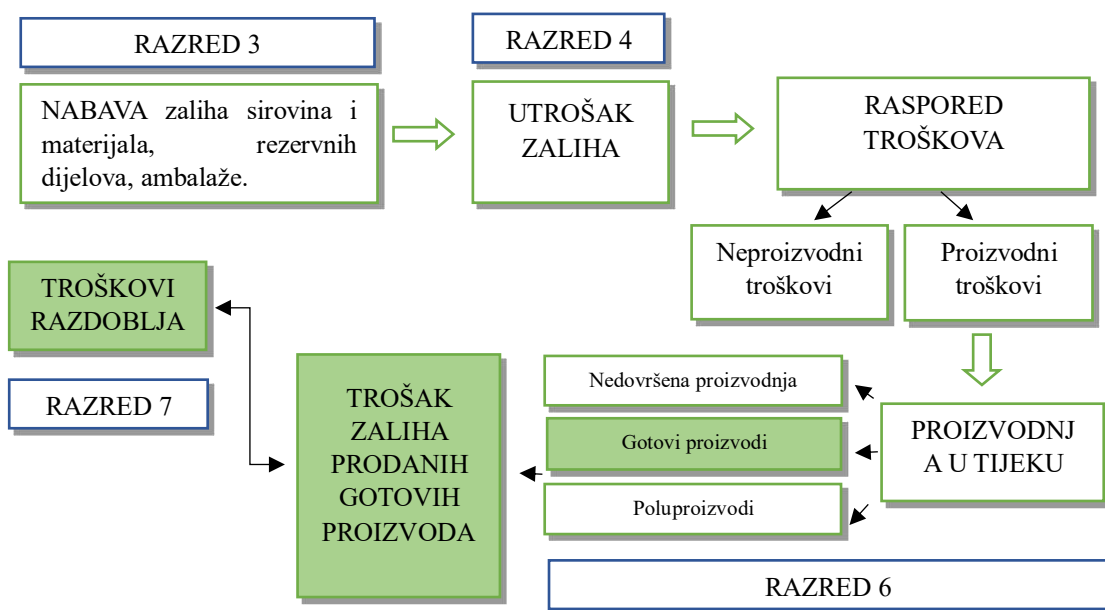 RAZRED 3
RAZRED 4
NABAVA zaliha sirovina i
materijala, rezervnih
dijelova, ambalaže.
UTROŠAK
ZALIHA
RASPORED
TROŠKOVA
Neproizvodni
troškovi
Proizvodni
troškovi
TROŠKOVI
RAZDOBLJA
RAZRED 7
TROŠAK
ZALIHA
PRODANIH
GOTOVIH
PROIZVODA
Nedovršena proizvodnja
Gotovi proizvodi
Poluproizvodi
PROIZVODNJ
A U TIJEKU
RAZRED 6